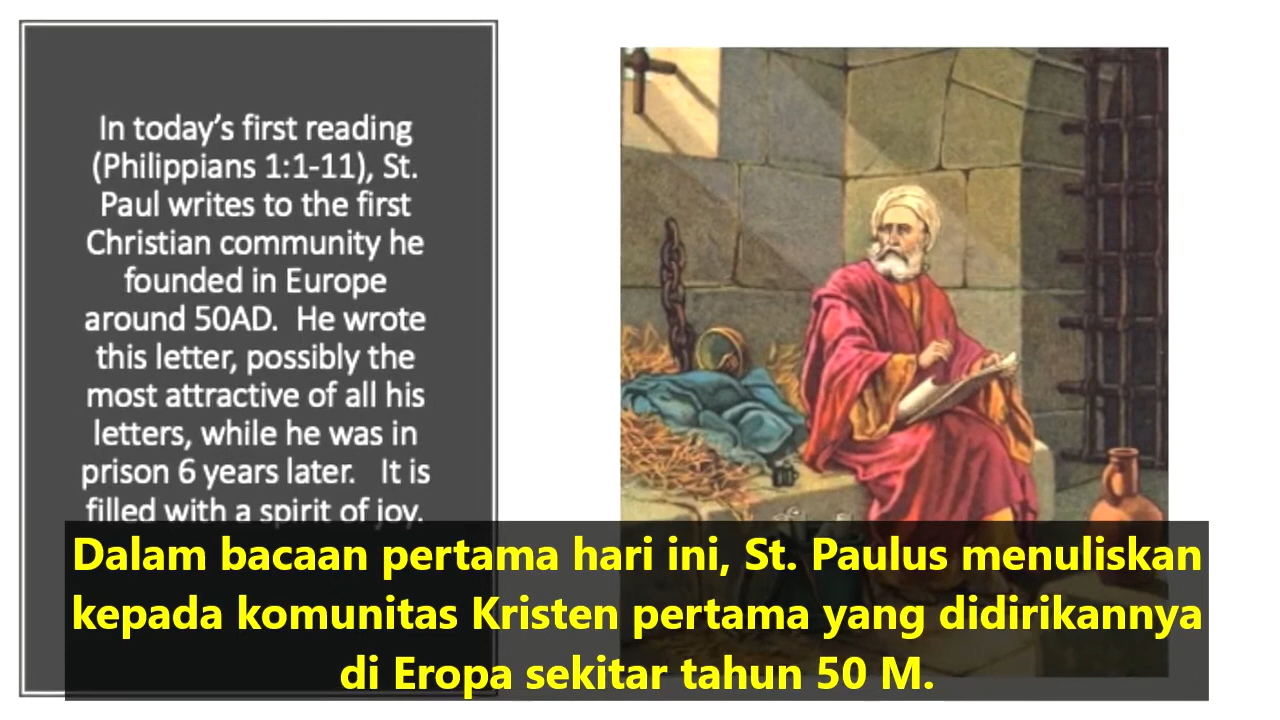 In today's first reading
(Philippians 1:1-11), St.
Paul writes to the first
Christian community he
founded in Europe
around 50AD.  He wrote
this letter, possibly the
most attractive of all his
letters, while he was in
prison 6 years later.   It is
filled with a spirit of joy.
Dalam bacaan pertama hari ini, St. Paulus menuliskan
kepada komunitas Kristen pertama yang didirikannya
di Eropa sekitar tahun 50 M.